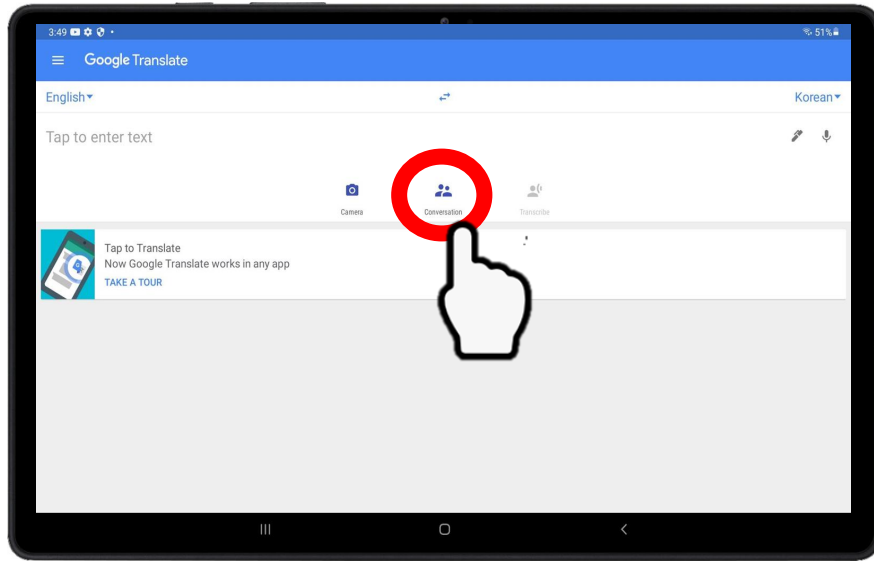 3:49 51%
Google Translate
English Korean
Tap to enter text
Camera Conversation Transcribe
Tap to Translate
Now Google Translate works in any app
TAKE A TOUR